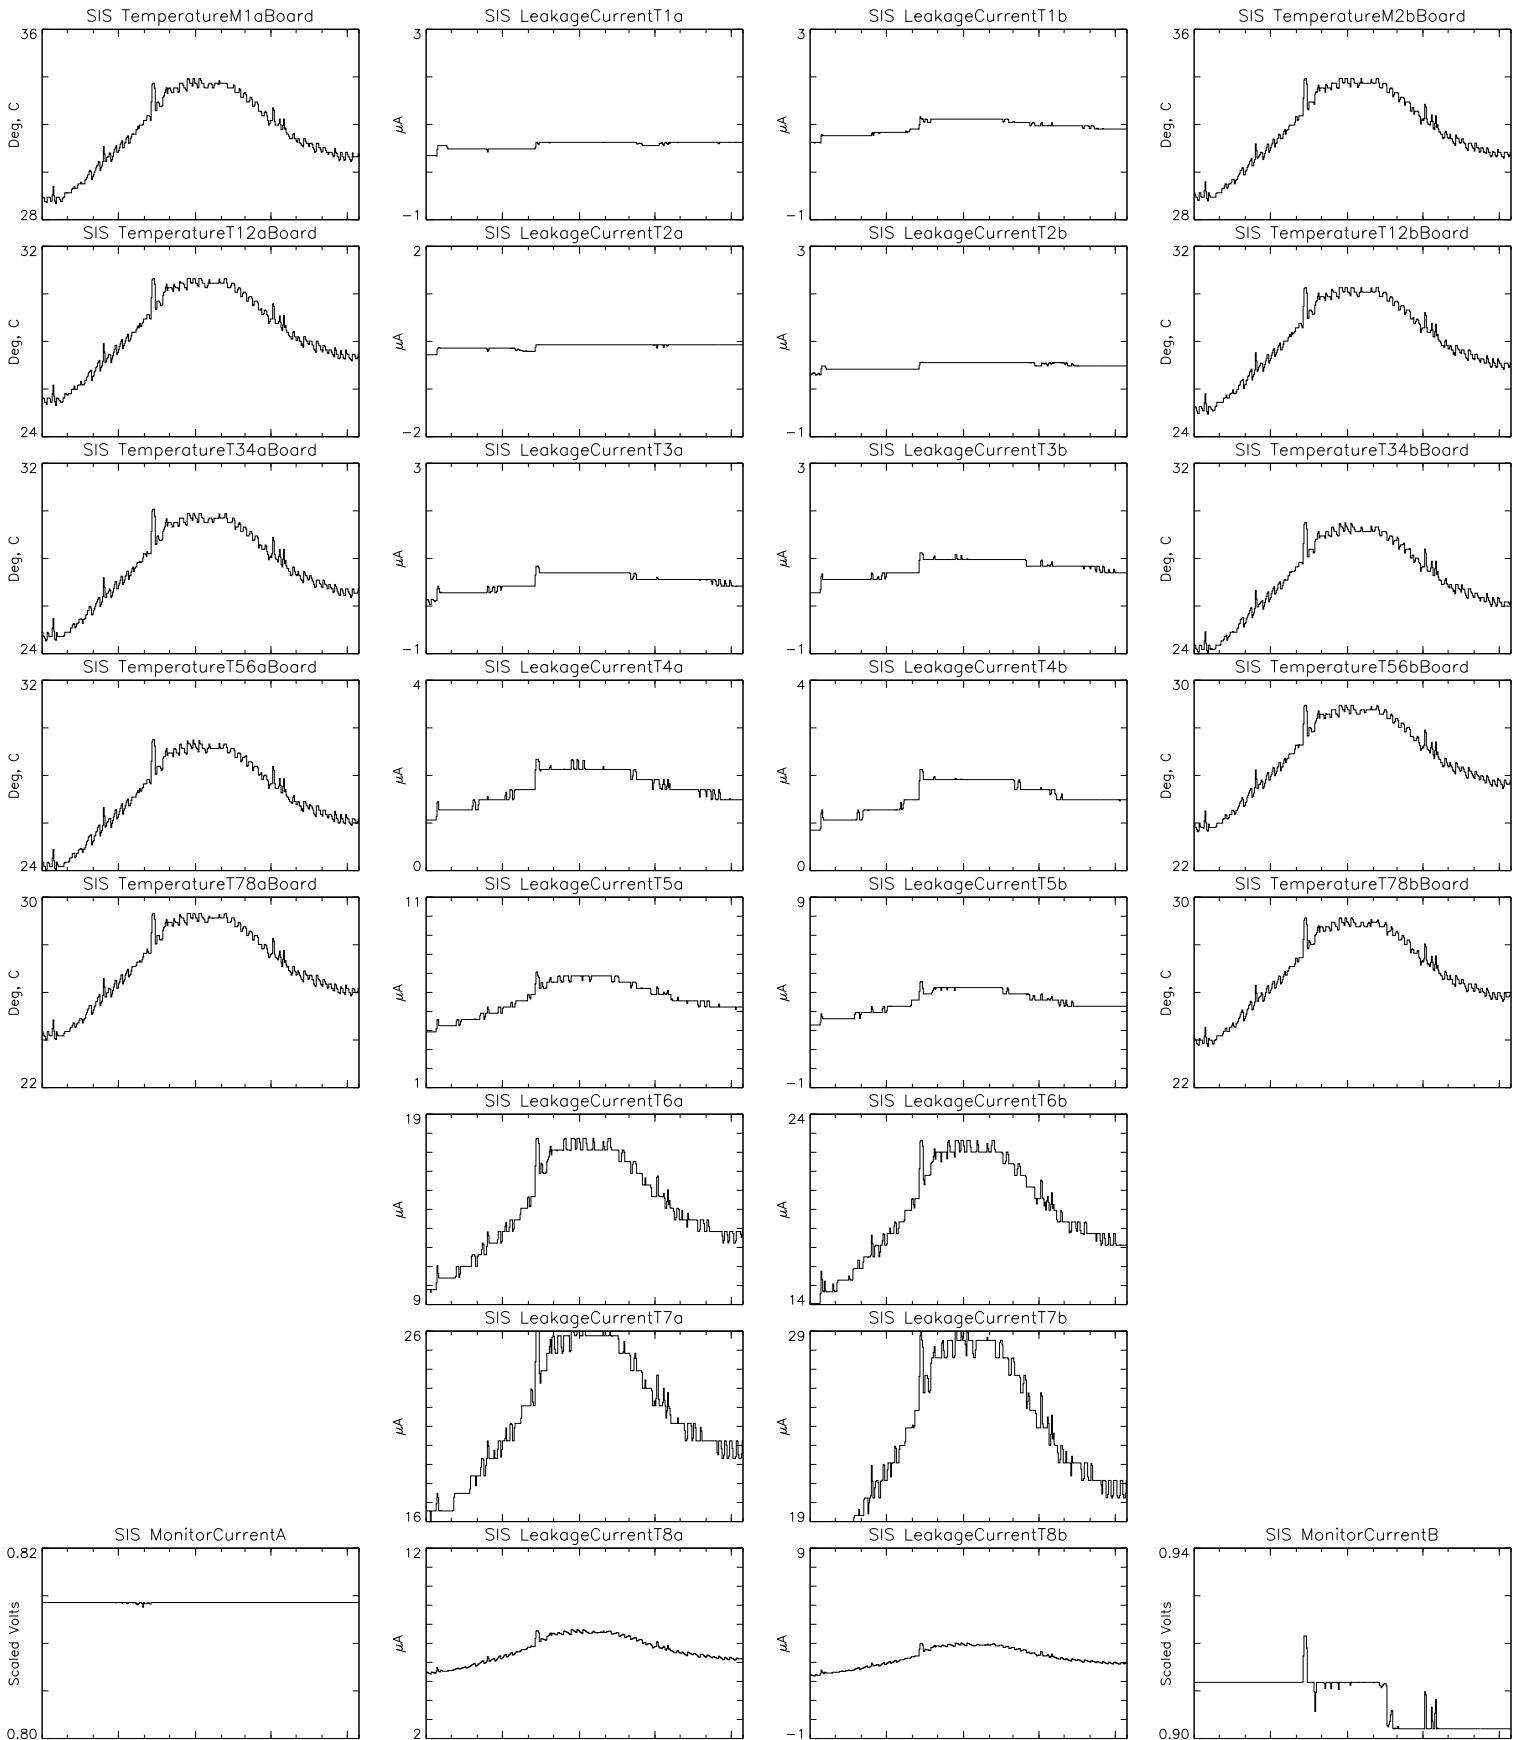 SIS TemperatureM1aBoard
36
Deg, C
28
SIS LeakageCurrentT1a
3
μA
−1
SIS LeakageCurrentT1b
3
μA
−1
SIS TemperatureM2bBoard
36
Deg, C
28
SIS TemperatureT12aBoard
32
Deg, C
24
SIS LeakageCurrentT2a
2
μA
−2
SIS LeakageCurrentT2b
3
μA
−1
SIS TemperatureT12bBoard
32
Deg, C
24
SIS TemperatureT34aBoard
32
Deg, C
24
SIS LeakageCurrentT3a
3
μA
−1
SIS LeakageCurrentT3b
3
μA
−1
SIS TemperatureT34bBoard
32
Deg, C
24
SIS TemperatureT56aBoard
32
Deg, C
24
SIS LeakageCurrentT4a
4
μA
0
SIS LeakageCurrentT4b
4
μA
0
SIS TemperatureT56bBoard
30
Deg, C
22
SIS TemperatureT78aBoard
30
Deg, C
22
SIS LeakageCurrentT5a
11
μA
1
SIS LeakageCurrentT5b
9
μA
−1
SIS TemperatureT78bBoard
30
Deg, C
22
SIS LeakageCurrentT6a
19
μA
9
SIS LeakageCurrentT6b
24
μA
14
SIS LeakageCurrentT7a
26
μA
16
SIS LeakageCurrentT7b
29
μA
19
SIS MonitorCurrentA
0.82
Scaled Volts
0.80
SIS LeakageCurrentT8a
12
μA
2
SIS LeakageCurrentT8b
9
μA
−1
SIS MonitorCurrentB
0.94
Scaled Volts
0.90